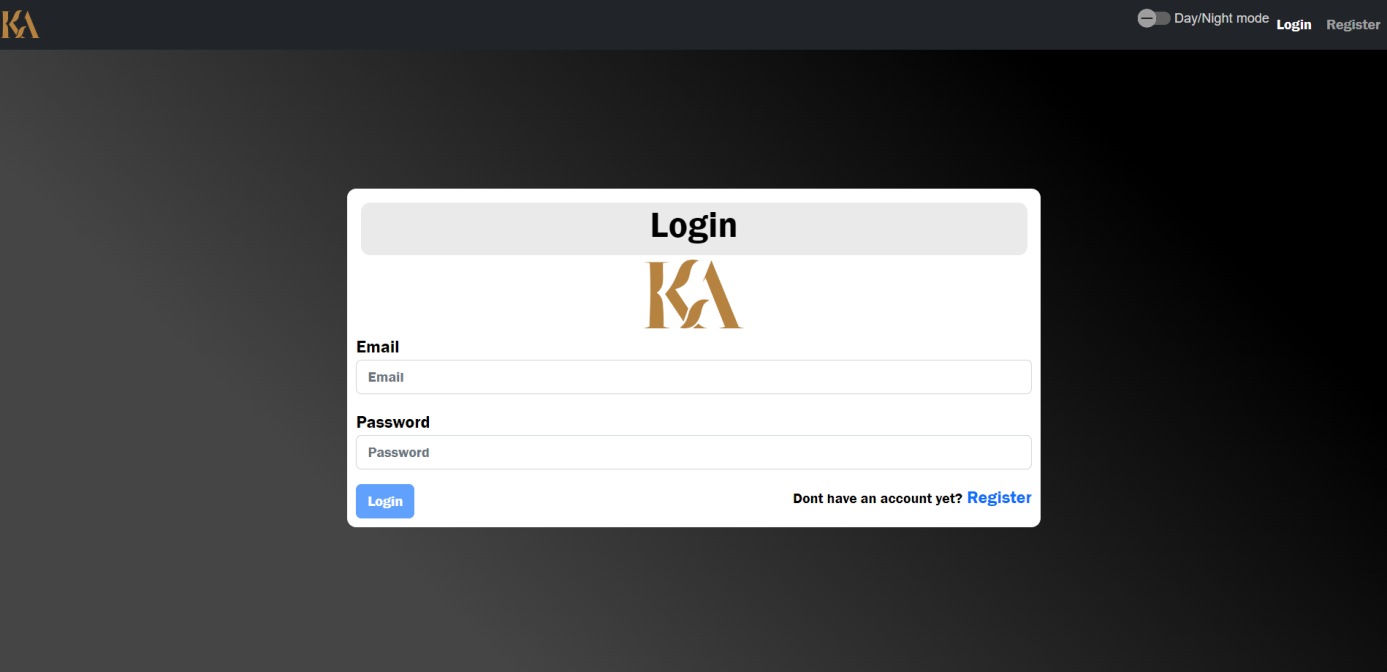 KA
Day/Night mode
Login
Register
Login
KA
Email
Email
Password
Password
Login
Dont have an account yet? Register